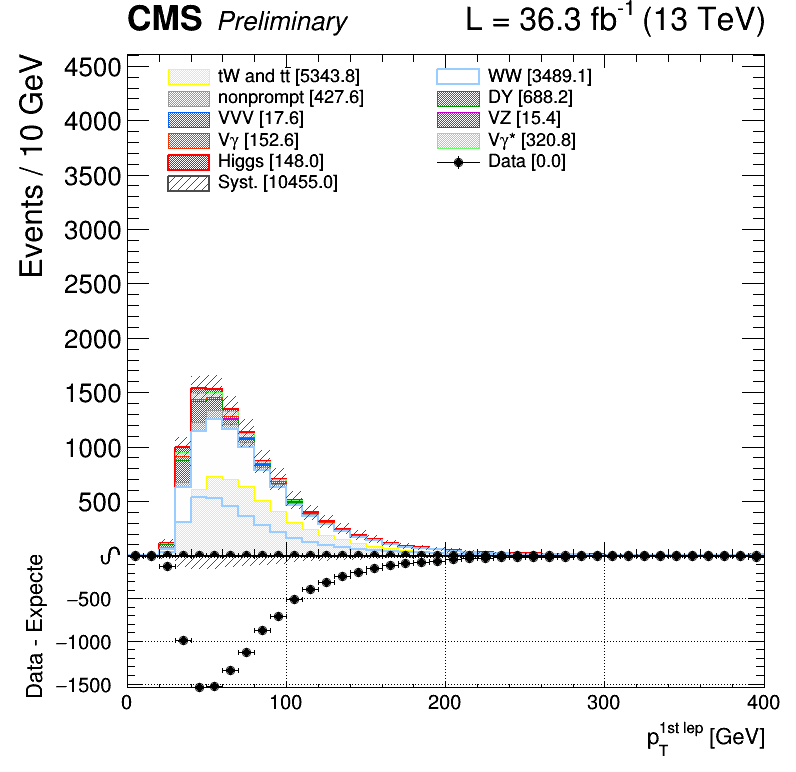 CMS Preliminary L = 36.3 fb⁻¹ (13 TeV)
Events / 10 GeV
4500
4000
3500
3000
2500
2000
1500
1000
500
0
tW and tt̄ [5343.8]
nonprompt [427.6]
VVV [17.6]
Vγ [152.6]
Higgs [148.0]
Syst. [10455.0]
WW [3489.1]
DY [688.2]
VZ [15.4]
Vγ* [320.8]
Data [0.0]
Data - Expecte
−500
−1000
−1500
0 100 200 300 400
p_T^{1st lep} [GeV]